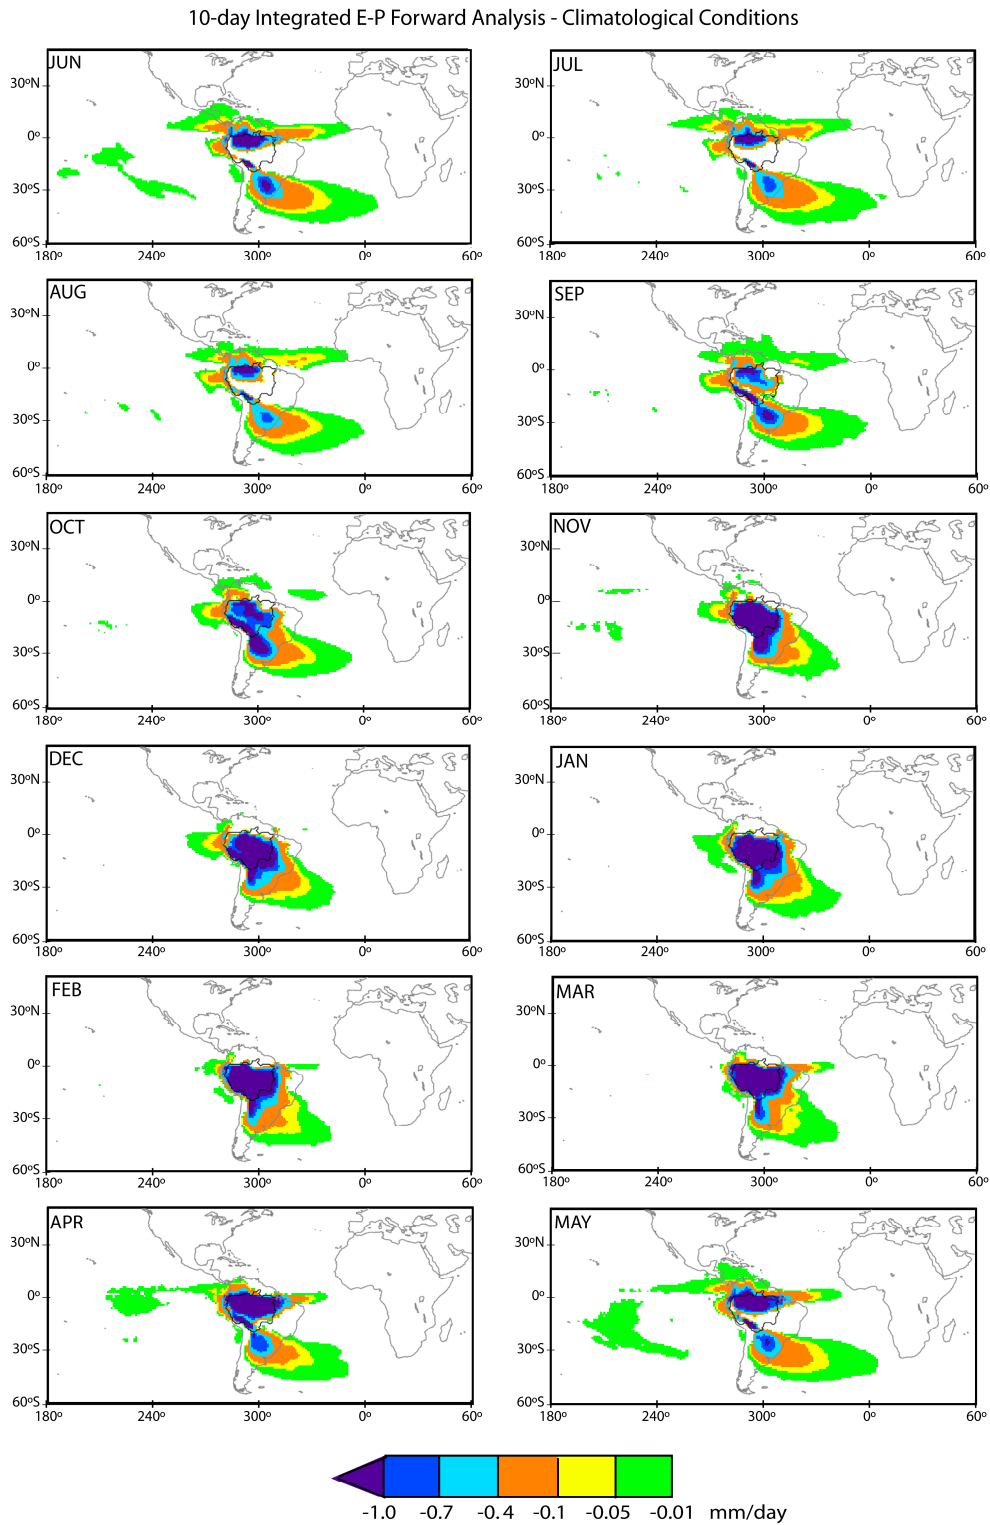 10-day Integrated E-P Forward Analysis - Climatological Conditions
JUN
30ºN
0º
30ºS
60ºS
180º 240º 300º 0º 60º
JUL
30ºN
0º
30ºS
60ºS
180º 240º 300º 0º 60º
AUG
30ºN
0º
30ºS
60ºS
180º 240º 300º 0º 60º
SEP
30ºN
0º
30ºS
60ºS
180º 240º 300º 0º 60º
OCT
30ºN
0º
30ºS
60ºS
180º 240º 300º 0º 60º
NOV
30ºN
0º
30ºS
60ºS
180º 240º 300º 0º 60º
DEC
30ºN
0º
30ºS
60ºS
180º 240º 300º 0º 60º
JAN
30ºN
0º
30ºS
60ºS
180º 240º 300º 0º 60º
FEB
30ºN
0º
30ºS
60ºS
180º 240º 300º 0º 60º
MAR
30ºN
0º
30ºS
60ºS
180º 240º 300º 0º 60º
APR
30ºN
0º
30ºS
60ºS
180º 240º 300º 0º 60º
MAY
30ºN
0º
30ºS
60ºS
180º 240º 300º 0º 60º
-1.0 -0.7 -0.4 -0.1 -0.05 -0.01 mm/day